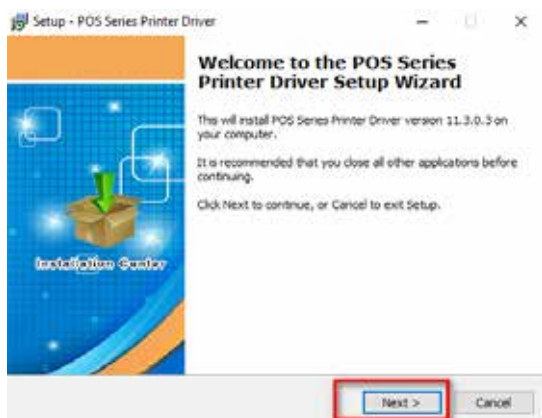 Setup - POS Series Printer Driver
Welcome to the POS Series
Printer Driver Setup Wizard
This will install POS Series Printer Driver version 11.3.0.3 on
your computer.
It is recommended that you close all other applications before
continuing.
Click Next to continue, or Cancel to exit Setup.
Installation Center
Next >
Cancel